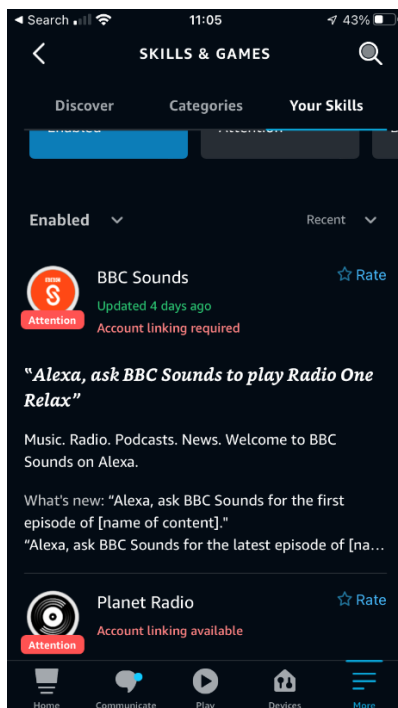 Search
11:05
43%
SKILLS & GAMES
Discover
Categories
Your Skills
Enabled
Attention
Enabled
Recent
BBC Sounds
Rate
Updated 4 days ago
Attention
Account linking required
“Alexa, ask BBC Sounds to play Radio One
Relax”
Music. Radio. Podcasts. News. Welcome to BBC
Sounds on Alexa.
What's new: “Alexa, ask BBC Sounds for the first
episode of [name of content]."
“Alexa, ask BBC Sounds for the latest episode of [na...
Planet Radio
Rate
Account linking available
Attention
Home
Communicate
Play
Devices
More